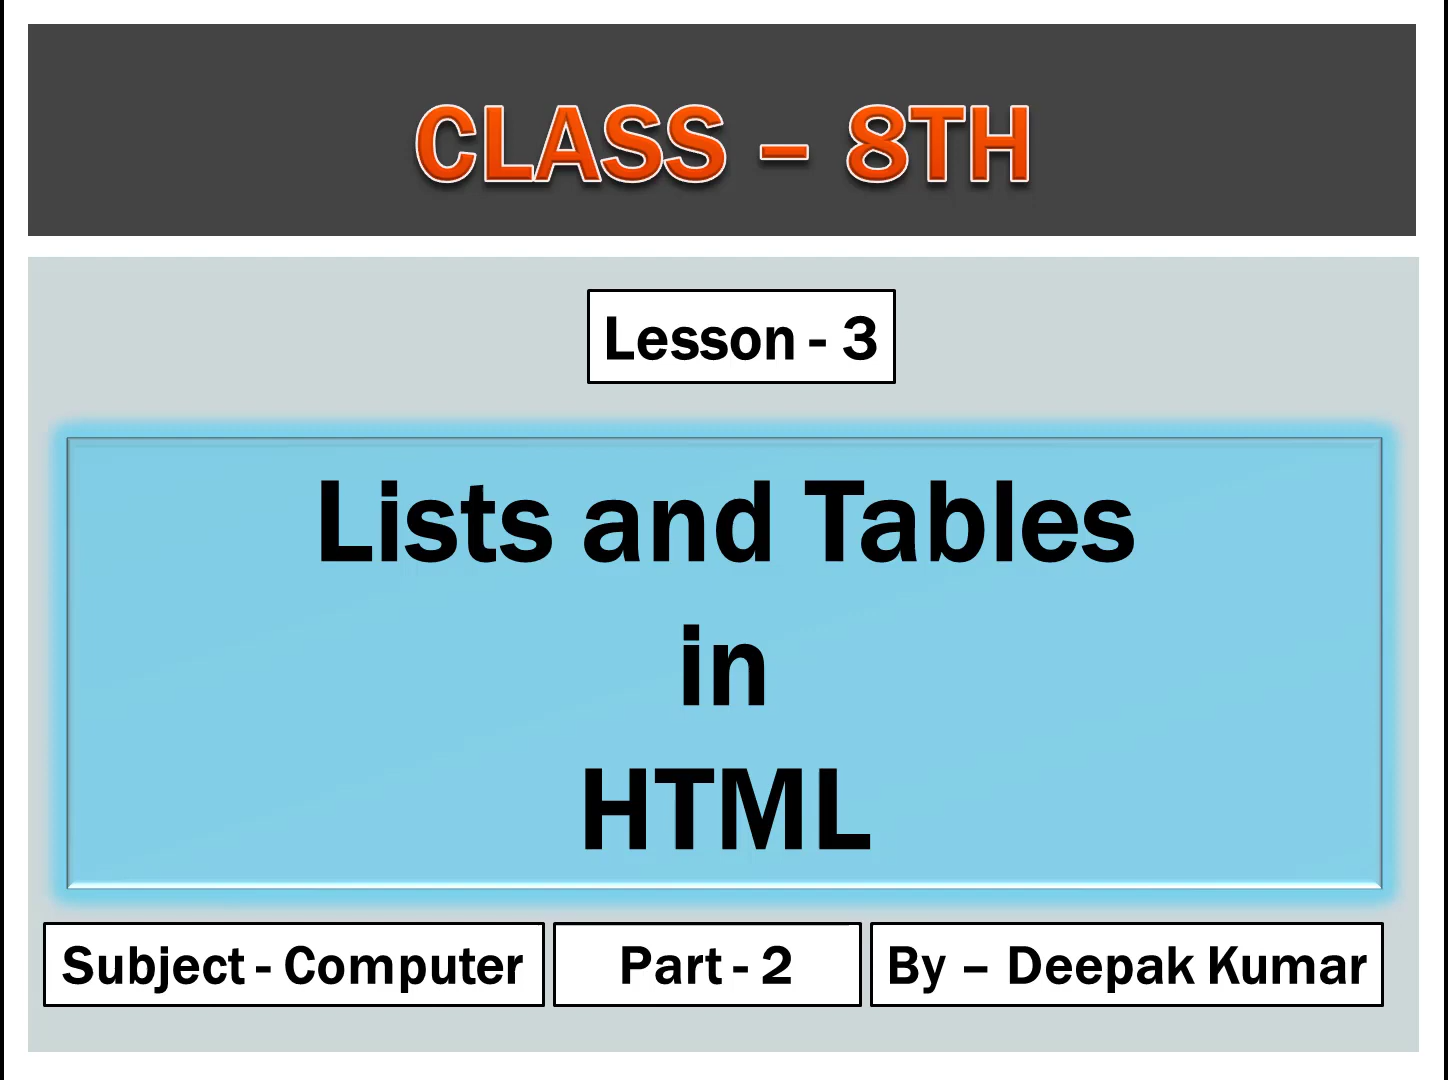 CLASS – 8TH
Lesson - 3
Lists and Tables
in
HTML
Subject - Computer
Part - 2
By – Deepak Kumar